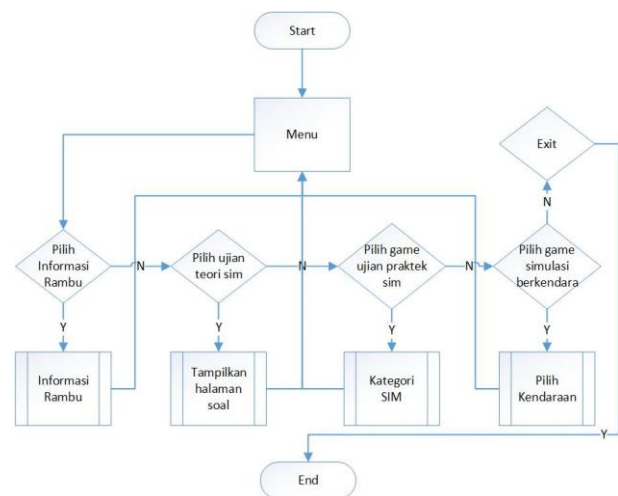 Start
Menu
Exit
N
Pilih
Informasi
Rambu
N
Pilih ujian
teori sim
N
Pilih game
ujian praktek
sim
N
Pilih game
simulasi
berkendara
Y
Y
Y
Y
Informasi
Rambu
Tampilkan
halaman
soal
Kategori
SIM
Pilih
Kendaraan
Y
End